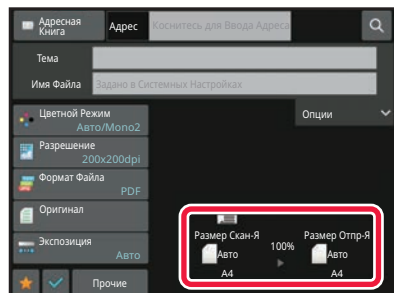 Адресная
Книга
Адрес
Коснитесь для Ввода Адреса
Тема
Имя Файла
Задано в Системных Настройках
Цветной Режим
Авто/Mono2
Опции
Разрешение
200x200dpi
Формат Файла
PDF
Оригинал
Размер Скан-Я
100%
Размер Отпр-Я
Экспозиция
Авто
Авто
Авто
A4
A4
Прочие